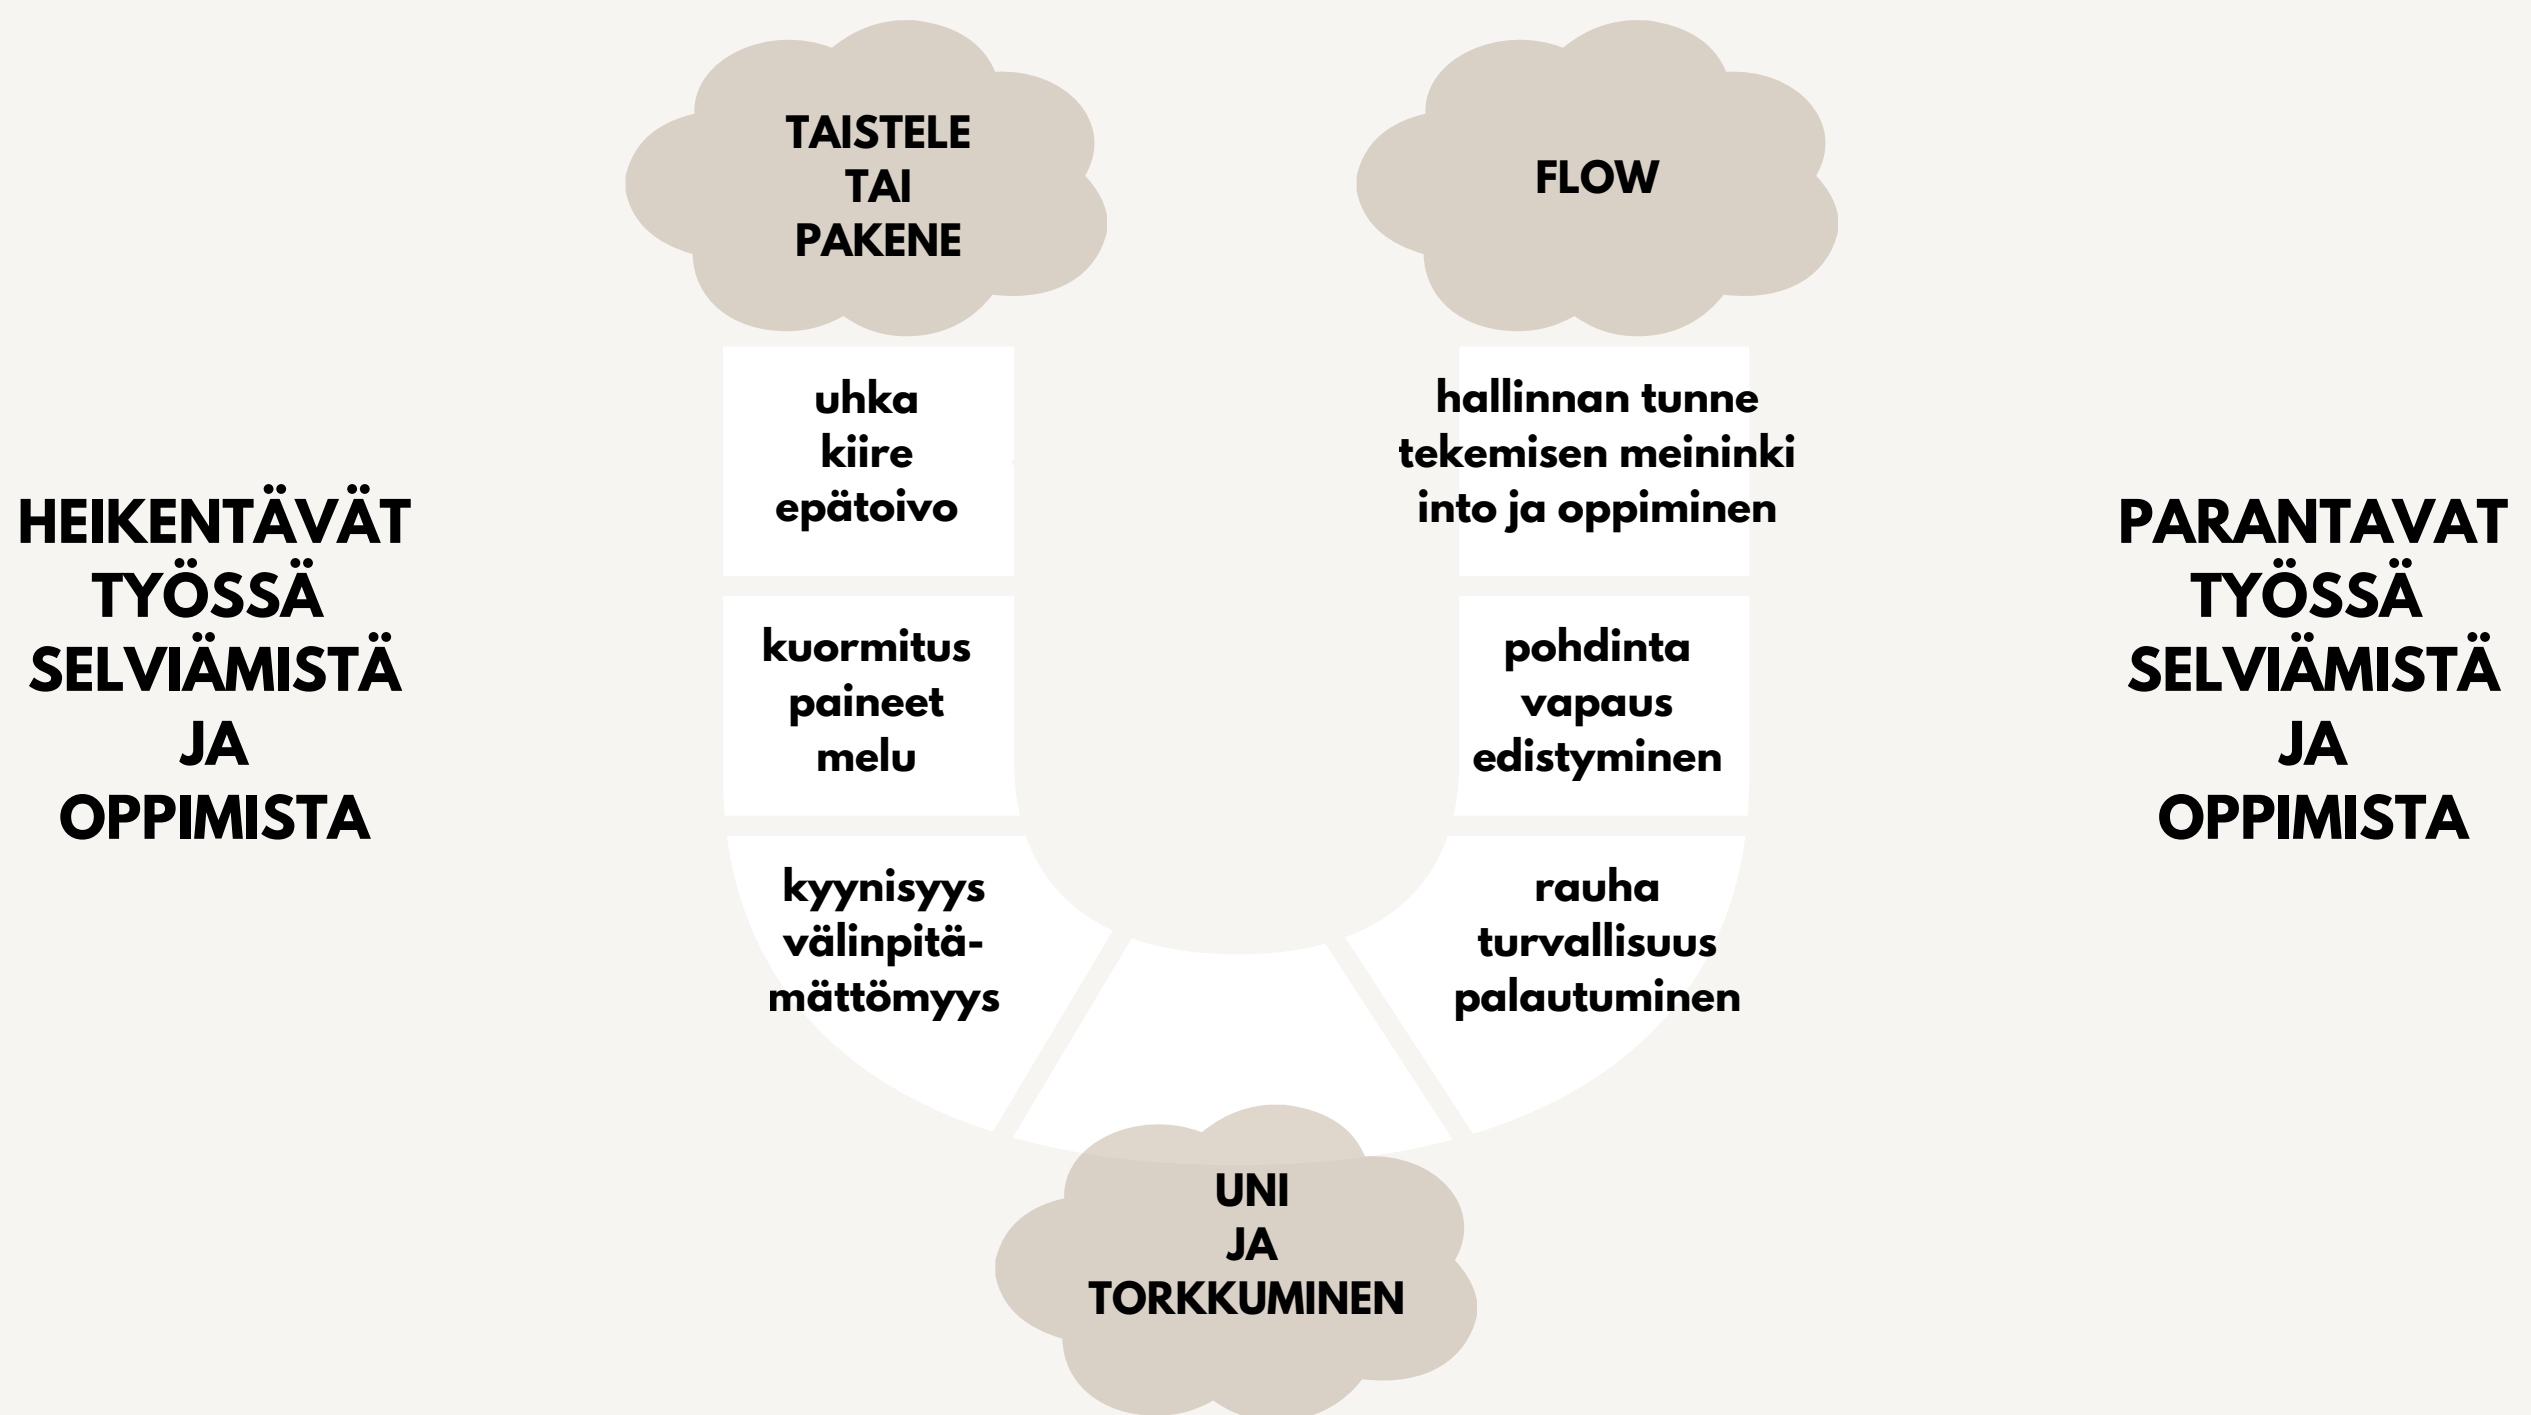 TAISTELE
TAI
PAKENE
FLOW
HEIKENTÄVÄT
TYÖSSÄ
SELVIÄMISTÄ
JA
OPPIMISTA
uhka
kiire
epätoivo
kuormitus
paineet
melu
kyynisyys
välinpitä-
mättömyys
hallinnan tunne
tekemisen meininki
into ja oppiminen
pohdinta
vapaus
edistyminen
rauha
turvallisuus
palautuminen
PARANTAVAT
TYÖSSÄ
SELVIÄMISTÄ
JA
OPPIMISTA
UNI
JA
TORKKUMINEN